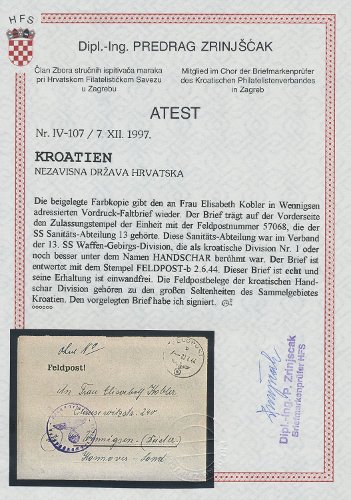 HFS
Dipl.-Ing. PREDRAG ZRINJŠČAK
Član Zbora stručnih ispitivača maraka
pri Hrvatskom Filatelističkom Savezu
u Zagrebu
Mitglied im Chor der Briefmarkenprüfer
des Kroatischen Philatelistenverbandes
in Zagreb
ATEST
Nr. IV-107 / 7. XII. 1997.
KROATIEN
NEZAVISNA DRŽAVA HRVATSKA
Die beigelegte Farbkopie gibt den an Frau Elisabeth Kobler in Wennigsen
adressierten Vordruck-Faltbrief wieder. Der Brief trägt auf der Vorderseite
den Zulassungstempel der Einheit mit der Feldpostnummer 57068, die der
SS Sanitäts-Abteilung 13 gehörte. Diese Sanitäts-Abteilung war im Verband
der 13. SS Waffen-Gebirgs-Division, die als kroatische Division Nr. 1 oder
noch besser unter dem Namen HANDSCHAR berühmt war. Der Brief ist
entwertet mit dem Stempel FELDPOST-b 2.6.44. Dieser Brief ist echt und
seine Erhaltung ist einwandfrei. Die Feldpostbelege der kroatischen Hand-
schar Division gehören zu den großen Seltenheiten des Sammelgebietes
Kroatien. Den vorgelegten Brief habe ich signiert.
Feldpost!
An Frau Elisabeth Kobler
Hannover-Land
Dipl.-Ing. P. Zrinjščak
Briefmarkenprüfer HFS